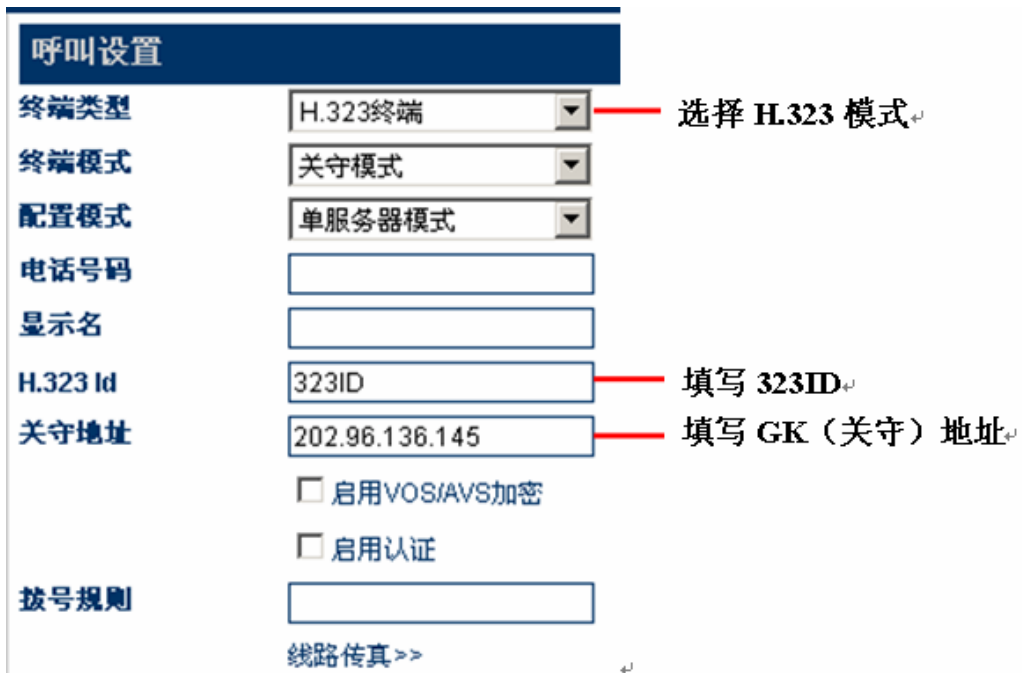 呼叫设置
终端类型 H.323终端 选择 H.323 模式
终端模式 关守模式
配置模式 单服务器模式
电话号码
显示名
H.323 Id 323ID 填写 323ID
关守地址 202.96.136.145 填写 GK（关守）地址
启用VOS/AVS加密
启用认证
拨号规则
线路传真>>